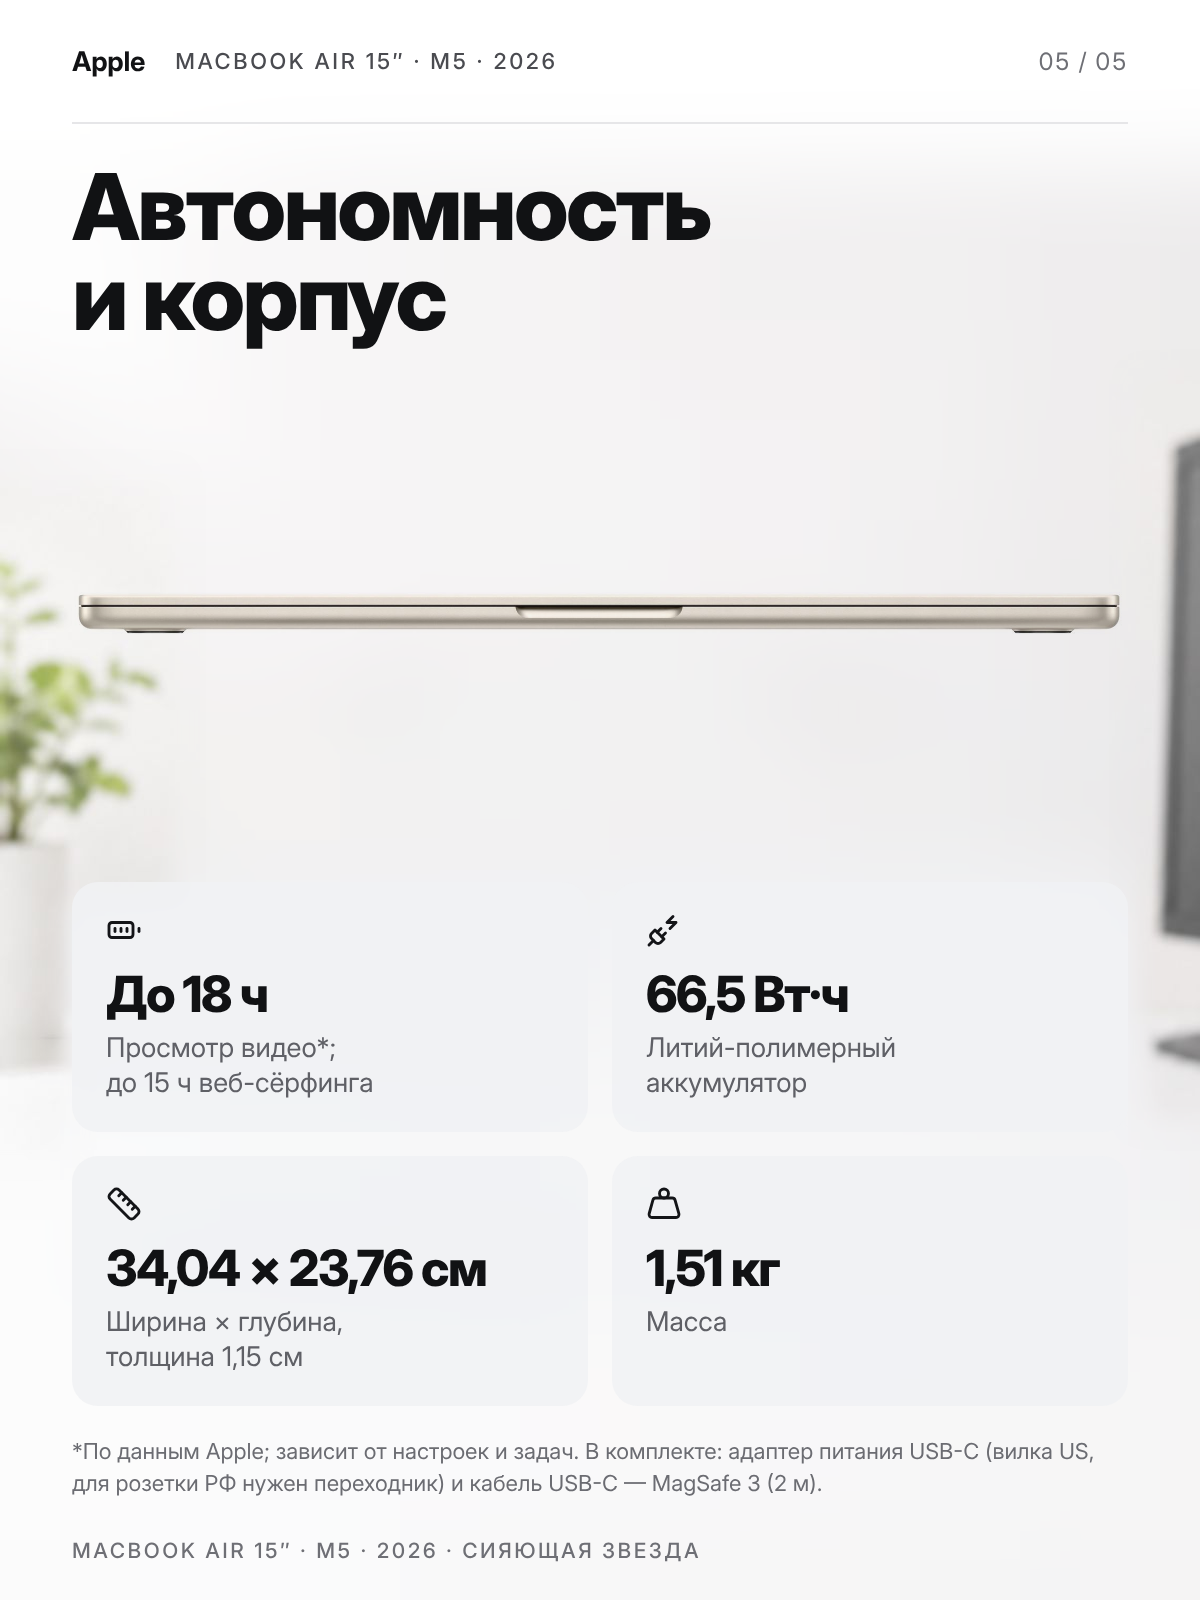 Apple MACBOOK AIR 15″ · M5 · 2026 05 / 05
Автономность
и корпус
До 18 ч
Просмотр видео*;
до 15 ч веб-сёрфинга
66,5 Вт·ч
Литий-полимерный
аккумулятор
34,04 × 23,76 см
Ширина × глубина,
толщина 1,15 см
1,51 кг
Масса
*По данным Apple; зависит от настроек и задач. В комплекте: адаптер питания USB-C (вилка US,
для розетки РФ нужен переходник) и кабель USB-C — MagSafe 3 (2 м).
MACBOOK AIR 15″ · M5 · 2026 · СИЯЮЩАЯ ЗВЕЗДА